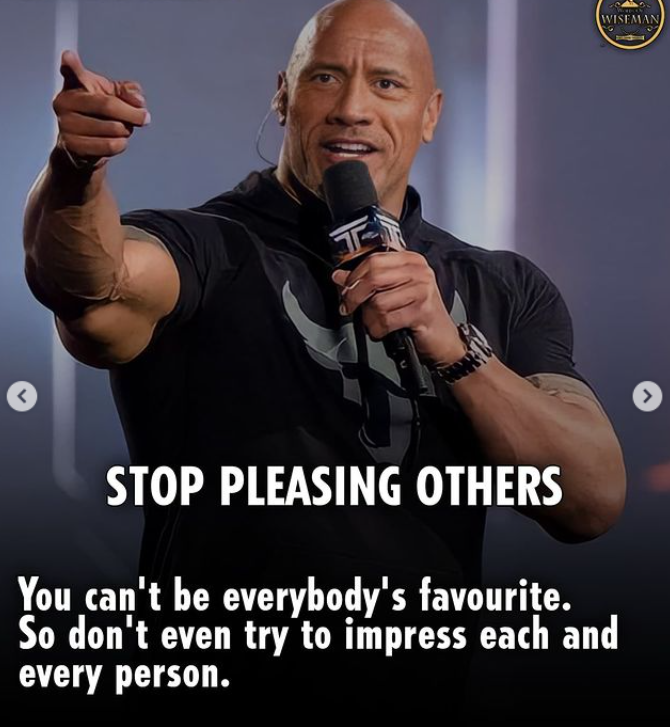 WISEMAN
STOP PLEASING OTHERS
You can't be everybody's favourite.
So don't even try to impress each and
every person.